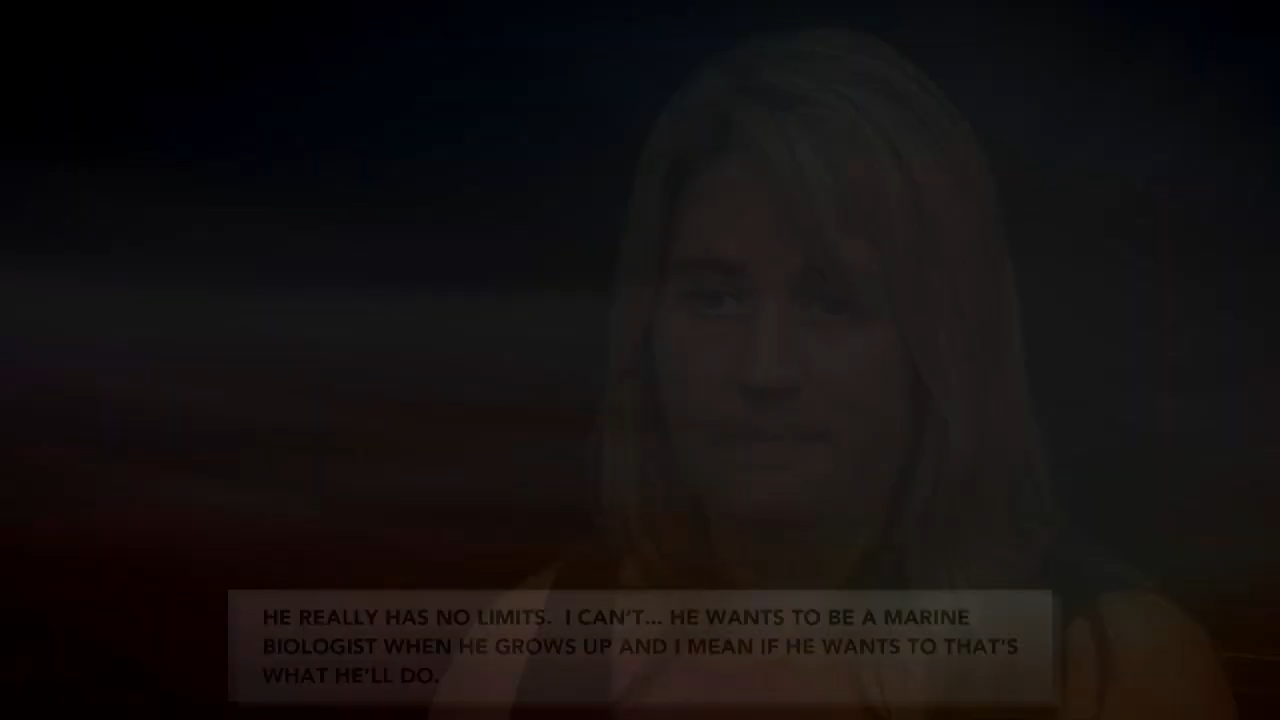 HE REALLY HAS NO LIMITS. I CAN'T... HE WANTS TO BE A MARINE
BIOLOGIST WHEN HE GROWS UP AND I MEAN IF HE WANTS TO THAT'S
WHAT HE'LL DO.